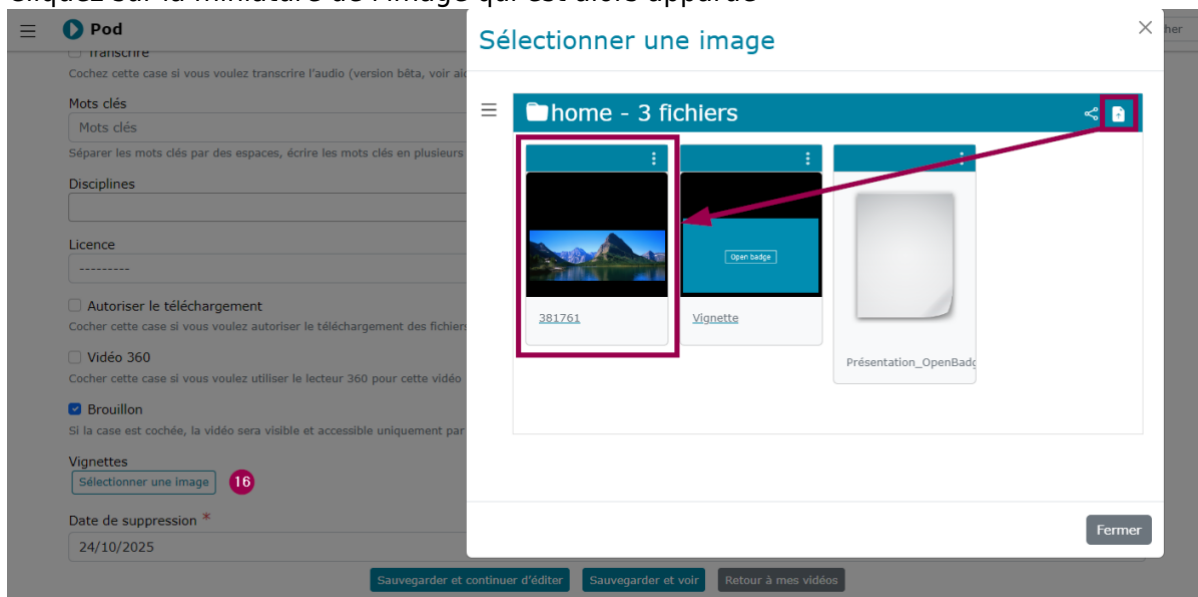 Cliquez sur la miniature de l'image qui est alors apparue
Pod
Transcrire
Cochez cette case si vous voulez transcrire l'audio (version bêta, voir
Mots clés
Mots clés
Séparer les mots clés par des espaces, écrire les mots clés en plusieurs
Disciplines
Licence
---------
Autoriser le téléchargement
Cocher cette case si vous voulez autoriser le téléchargement des fichiers
Vidéo 360
Cocher cette case si vous voulez utiliser le lecteur 360 pour cette vidéo
Brouillon
Si la case est cochée, la vidéo sera visible et accessible uniquement par
Vignettes
Sélectionner une image
16
Date de suppression *
24/10/2025
Sauvegarder et continuer d'éditer
Sauvegarder et voir
Retour à mes vidéos
Sélectionner une image
home - 3 fichiers
Open badge
381761
Vignette
Présentation_OpenBadg
Fermer